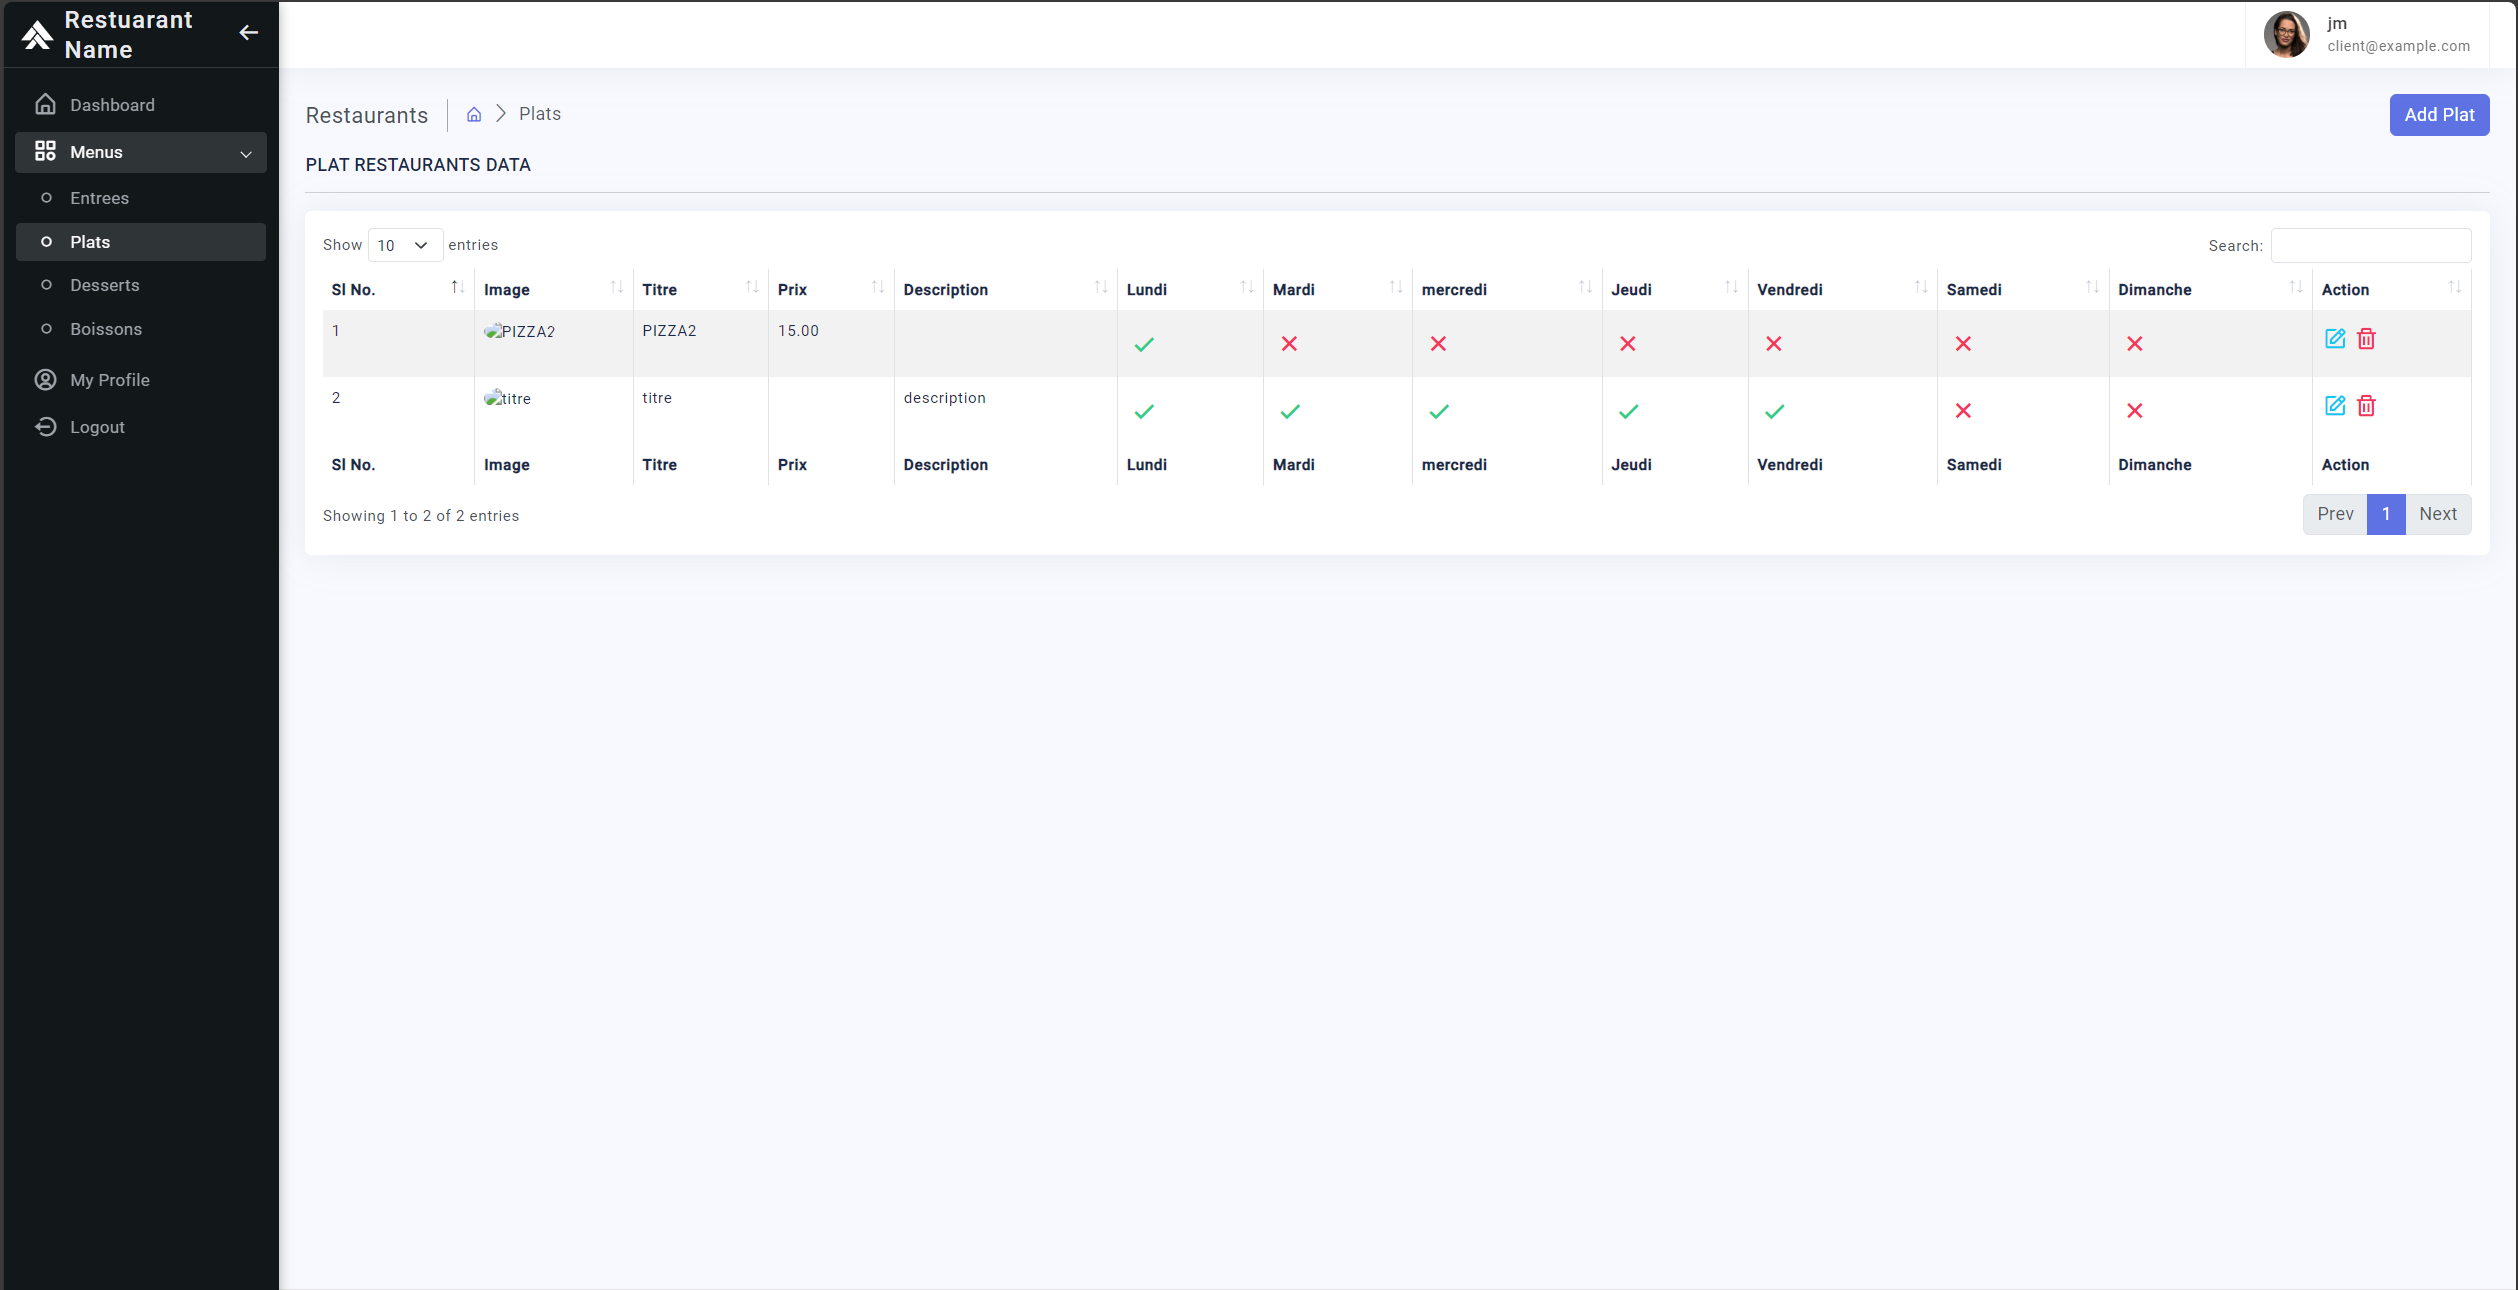 Restuarant
Name
jm
client@example.com
Dashboard
Menus
Entrees
Plats
Desserts
Boissons
My Profile
Logout
Restaurants Plats Add Plat
PLAT RESTAURANTS DATA
Show 10 entries Search:
Sl No. Image Titre Prix Description Lundi Mardi mercredi Jeudi Vendredi Samedi Dimanche Action
1 PIZZA2 PIZZA2 15.00
2 titre titre description
Sl No. Image Titre Prix Description Lundi Mardi mercredi Jeudi Vendredi Samedi Dimanche Action
Showing 1 to 2 of 2 entries Prev 1 Next